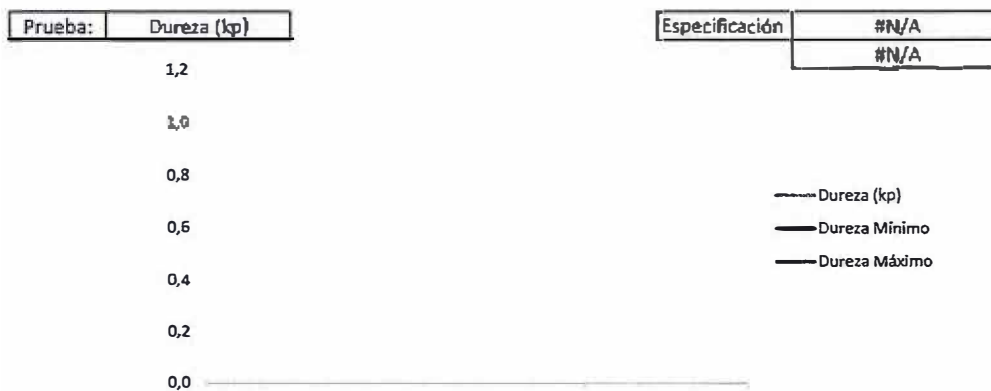 Prueba: Dureza (kp) Especificación #N/A
#N/A
1,2
1,0
0,8
0,6
0,4
0,2
0,0
Dureza (kp)
Dureza Mínimo
Dureza Máximo